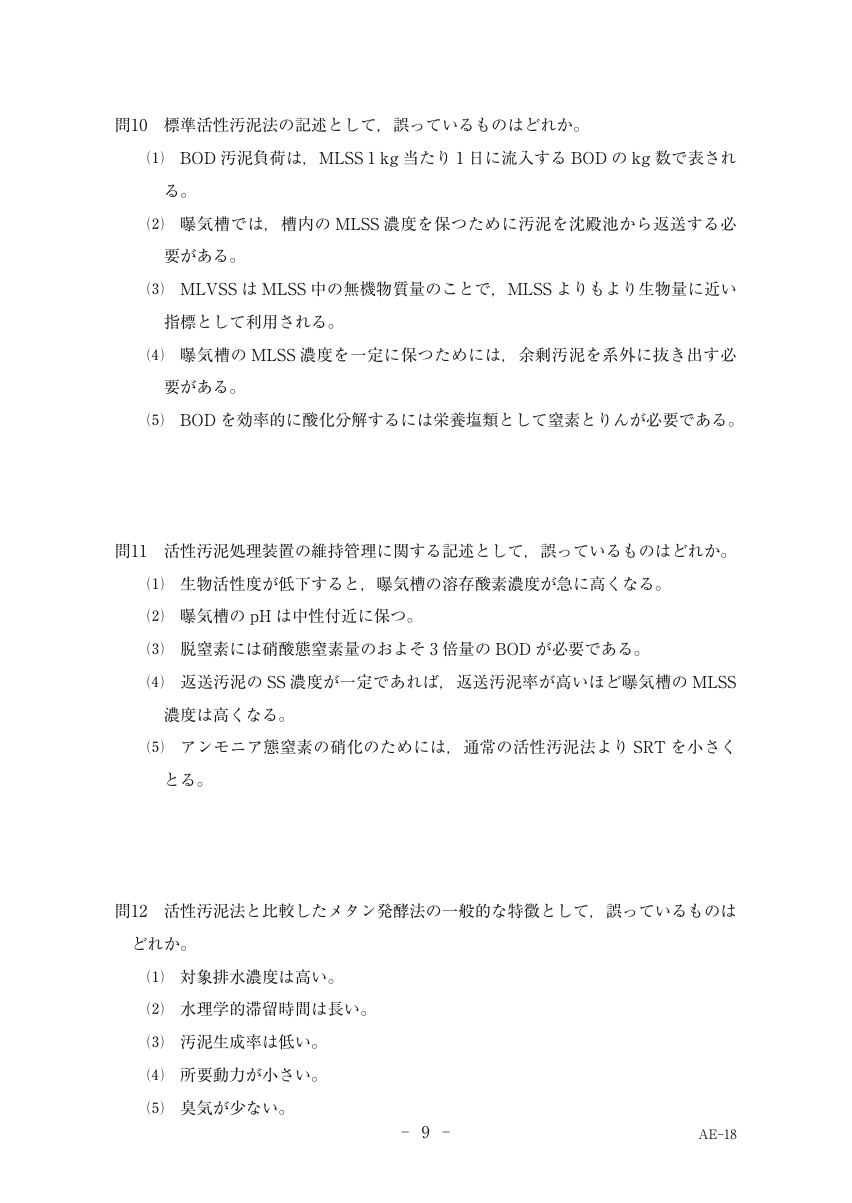 問10　標準活性汚泥法の記述として，誤っているものはどれか。
⑴　BOD 汚泥負荷は，MLSS 1 kg 当たり 1 日に流入する BOD の kg 数で表され
る。
⑵　曝気槽では，槽内の MLSS 濃度を保つために汚泥を沈殿池から返送する必
要がある。
⑶　MLVSS は MLSS 中の無機物質量のことで，MLSS よりもより生物量に近い
指標として利用される。
⑷　曝気槽の MLSS 濃度を一定に保つためには，余剰汚泥を系外に抜き出す必
要がある。
⑸　BOD を効率的に酸化分解するには栄養塩類として窒素とりんが必要である。
問11　活性汚泥処理装置の維持管理に関する記述として，誤っているものはどれか。
⑴　生物活性度が低下すると，曝気槽の溶存酸素濃度が急に高くなる。
⑵　曝気槽の pH は中性付近に保つ。
⑶　脱窒素には硝酸態窒素量のおよそ 3 倍量の BOD が必要である。
⑷　返送汚泥の SS 濃度が一定であれば，返送汚泥率が高いほど曝気槽の MLSS
濃度は高くなる。
⑸　アンモニア態窒素の硝化のためには，通常の活性汚泥法より SRT を小さく
とる。
問12　活性汚泥法と比較したメタン発酵法の一般的な特徴として，誤っているものは
どれか。
⑴　対象排水濃度は高い。
⑵　水理学的滞留時間は長い。
⑶　汚泥生成率は低い。
⑷　所要動力が小さい。
⑸　臭気が少ない。
－ 9 －
AE–18